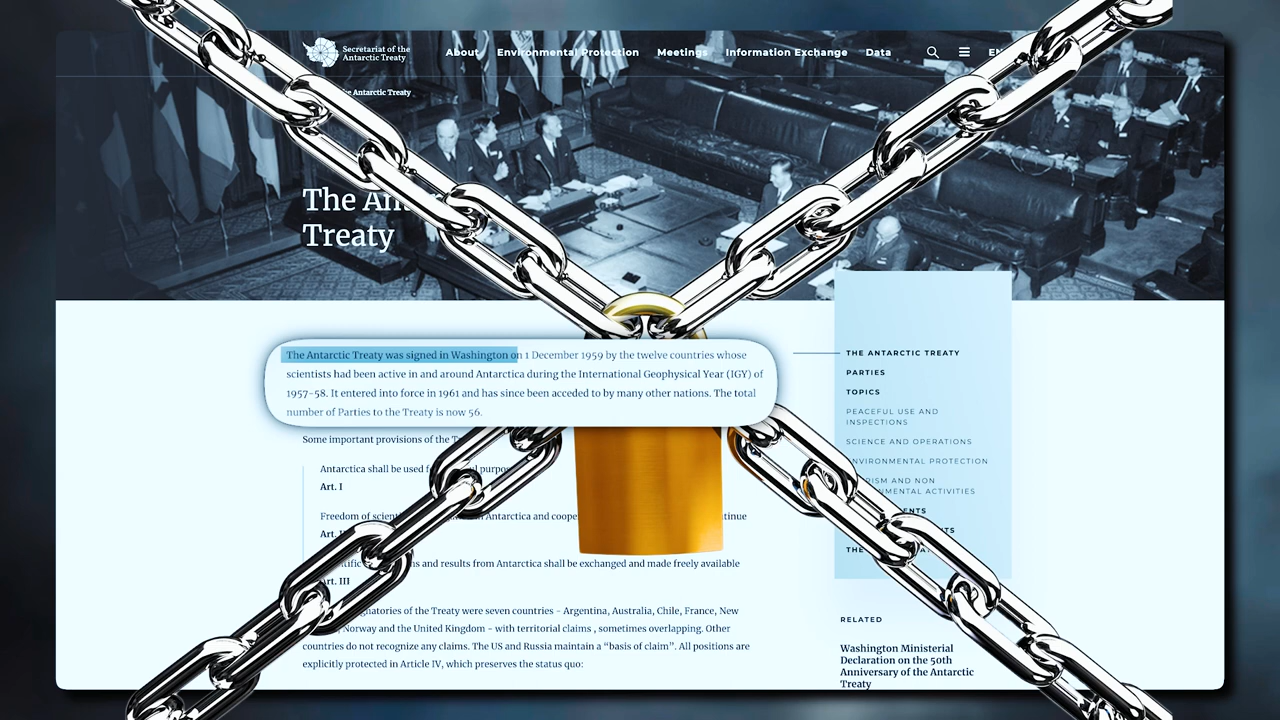 Secretariat of the
Antarctic Treaty
About Environmental Protection Meetings Information Exchange Data EN
Antarctic Treaty
The
Treaty
The Antarctic Treaty was signed in Washington on 1 December 1959 by the twelve countries whose
scientists had been active in and around Antarctica during the International Geophysical Year (IGY) of
1957-58. It entered into force in 1961 and has since been acceded to by many other nations. The total
number of Parties to the Treaty is now 56.
Some important provisions of the
Antarctica shall be used
Art. I
Freedom of Antarctica and
Art.
and results from Antarctica shall be exchanged and made freely available
Art. III
of the Treaty were seven countries - Argentina, Australia, Chile, France, New
Norway and the United Kingdom - with territorial claims , sometimes overlapping. Other
countries do not recognize any claims. The US and Russia maintain a “basis of claim”. All positions are
explicitly protected in Article IV, which preserves the status quo:
THE ANTARCTIC TREATY
PARTIES
TOPICS
PEACEFUL USE AND
INSPECTIONS
SCIENCE AND OPERATIONS
ENVIRONMENTAL PROTECTION
AND NON
ACTIVITIES
THE
RELATED
Washington Ministerial
Declaration on the 50th
Anniversary of the Antarctic
Treaty